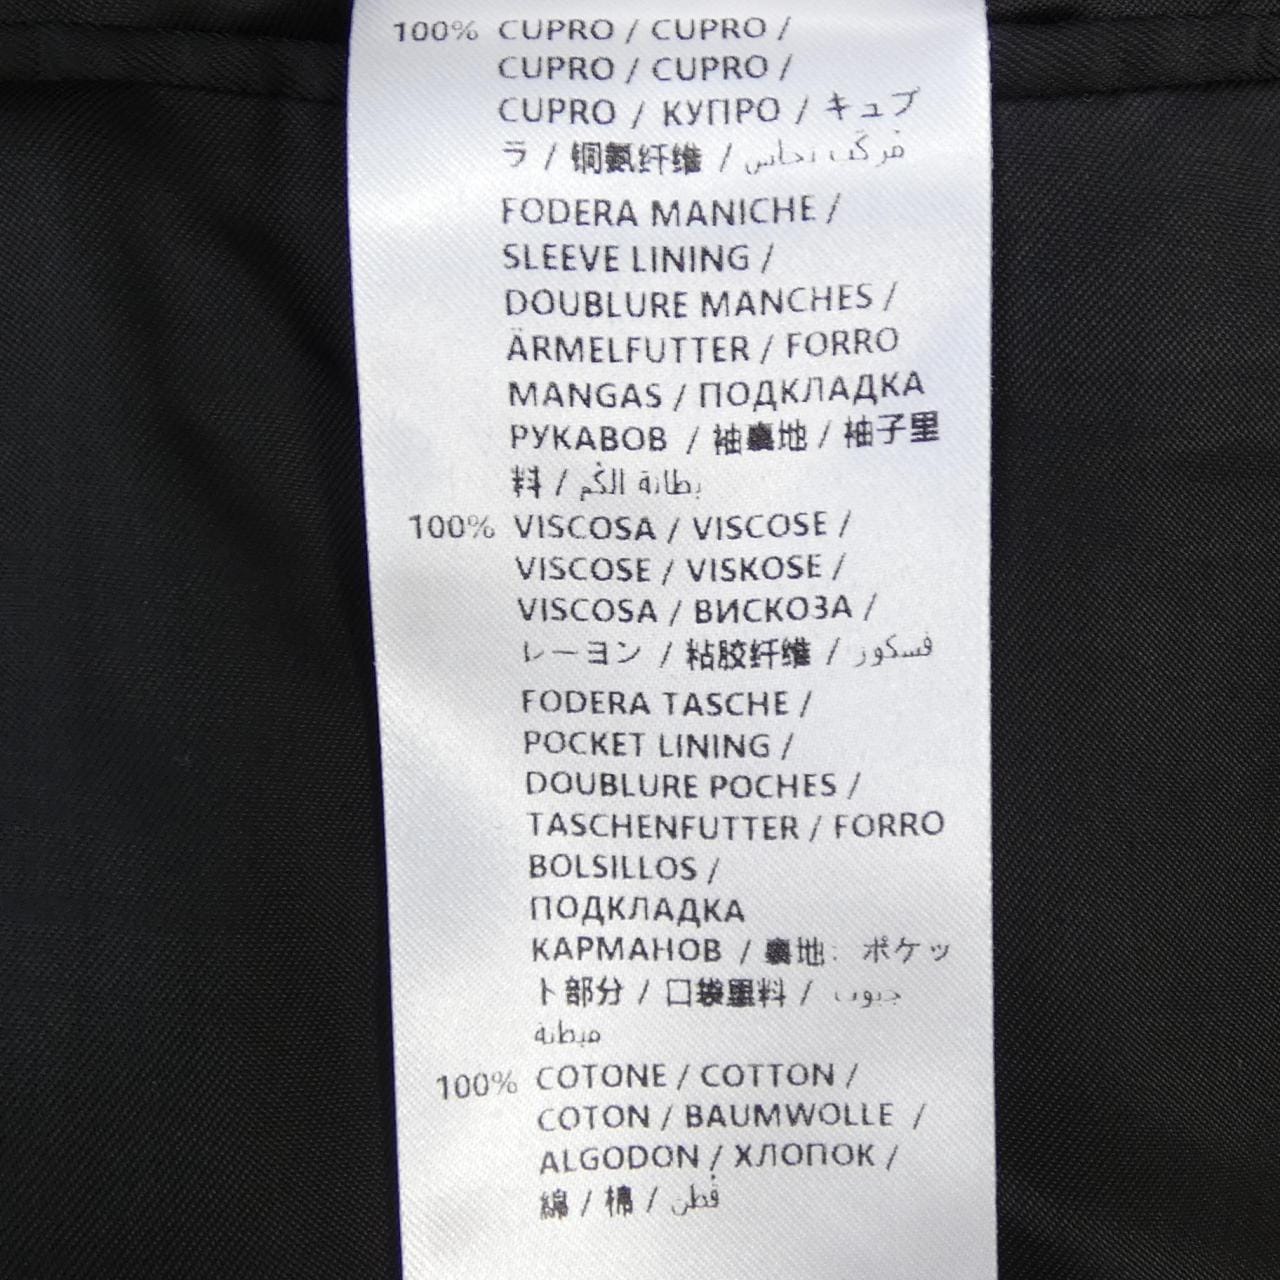 100% CUPRO / CUPRO /
CUPRO / CUPRO /
CUPRO / КУПРО / キュプ
ラ / 铜氨纤维 / مركب نحاس
FODERA MANICHE /
SLEEVE LINING /
DOUBLURE MANCHES /
ÄRMELFUTTER / FORRO
MANGAS / ПОДКЛАДКА
РУКАВОВ / 袖裏地 / 袖子里
料 / بطانة الكم
100% VISCOSA / VISCOSE /
VISCOSE / VISKOSE /
VISCOSA / ВИСКОЗА /
レーヨン / 粘胶纤维 / فسكوز
FODERA TASCHE /
POCKET LINING /
DOUBLURE POCHES /
TASCHENFUTTER / FORRO
BOLSILLOS /
ПОДКЛАДКА
КАРМАНОВ / 裏地: ポケッ
ト部分 / 口袋里料 / جيوب
مبطنة
100% COTONE / COTTON /
COTON / BAUMWOLLE /
ALGODON / ХЛОПОК /
綿 / 棉 / قطن